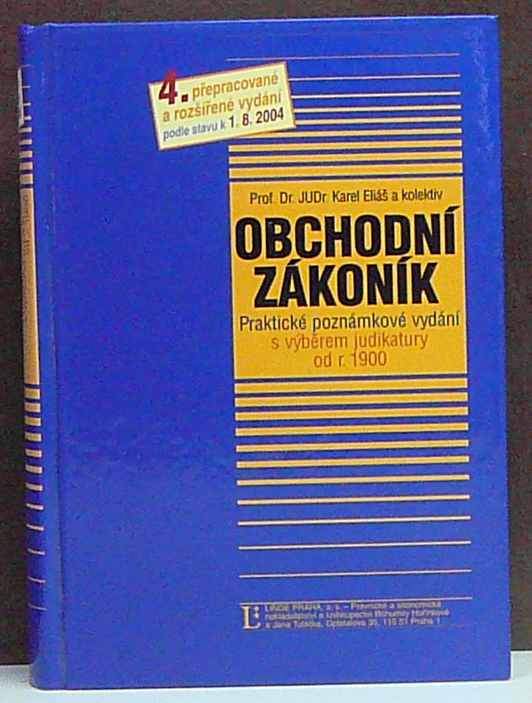 4. přepracované
a rozšířené vydání
podle stavu k 1. 8. 2004
Prof. Dr. JUDr. Karel Eliáš a kolektiv
OBCHODNÍ
ZÁKONÍK
Praktické poznámkové vydání
s výběrem judikatury
od r. 1900
LINDE PRAHA, a. s. – Právnické a ekonomické
nakladatelství a knihkupectví Bohumily Hořínkové
a Jana Tuláčka, Opletalova 35, 115 51 Praha 1